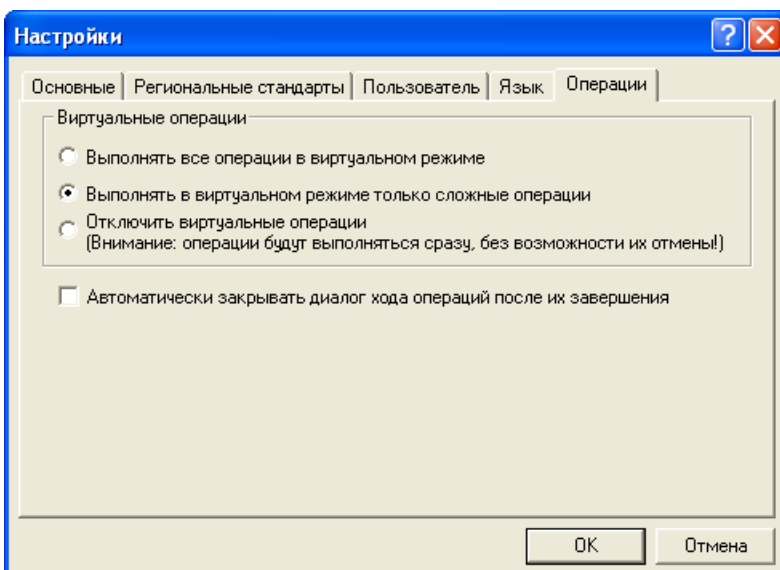 Настройки
Основные Региональные стандарты Пользователь Язык Операции
Виртуальные операции
Выполнять все операции в виртуальном режиме
Выполнять в виртуальном режиме только сложные операции
Отключить виртуальные операции
(Внимание: операции будут выполняться сразу, без возможности их отмены!)
Автоматически закрывать диалог хода операций после их завершения
OK Отмена